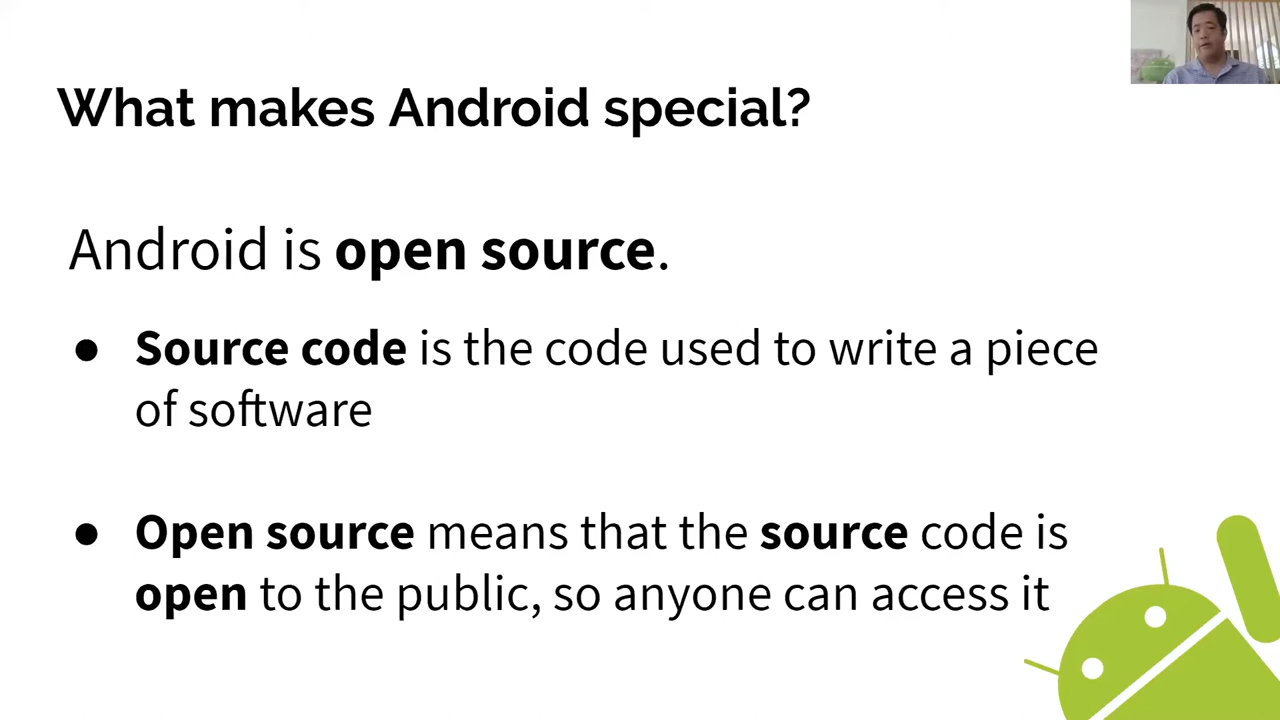 What makes Android special?
Android is open source.
● Source code is the code used to write a piece
of software
● Open source means that the source code is
open to the public, so anyone can access it